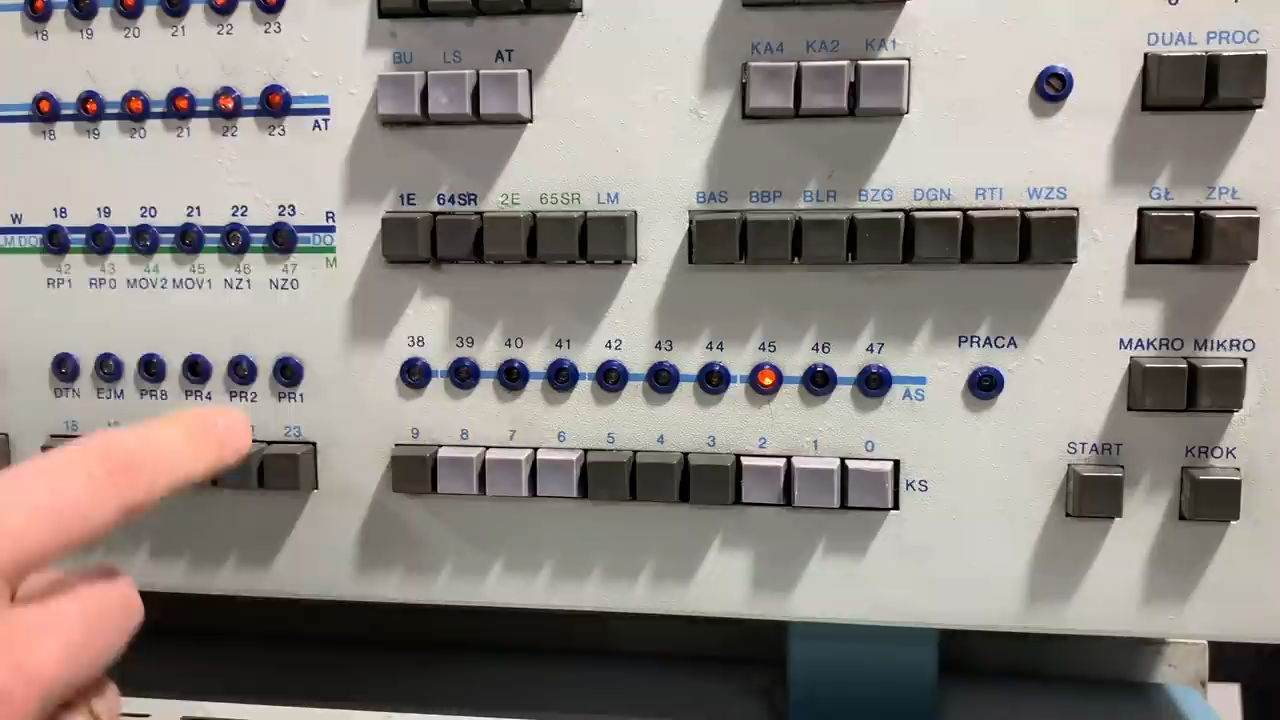 18 19 20 21 22 23
BU LS AT
KA4 KA2 KA1
DUAL PROC
18 19 20 21 22 23 AT
W 18 19 20 21 22 23 R
LM DO DO
M
42 43 44 45 46 47
RP1 RP0 MOV2 MOV1 NZ1 NZ0
1E 64SR 2E 65SR LM
BAS BBP BLR BZG DGN RTI WZS
GŁ ZPŁ
38 39 40 41 42 43 44 45 46 47
AS
PRACA
MAKRO MIKRO
DTN EJM PR8 PR4 PR2 PR1
18 23
9 8 7 6 5 4 3 2 1 0
KS
START KROK